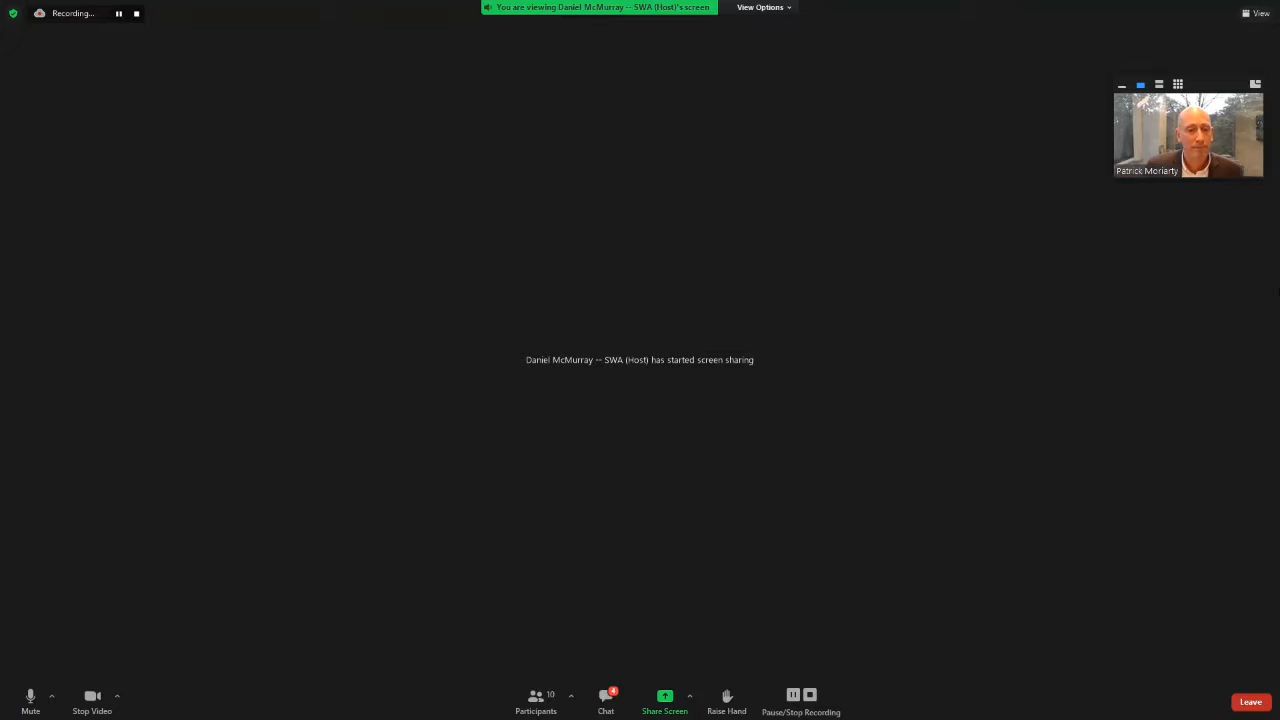 Recording...
You are viewing Daniel McMurray -- SWA (Host)'s screen
View Options
View
Patrick Moriarty
Daniel McMurray -- SWA (Host) has started screen sharing
10
4
Mute
Stop Video
Participants
Chat
Share Screen
Raise Hand
Pause/Stop Recording
Leave